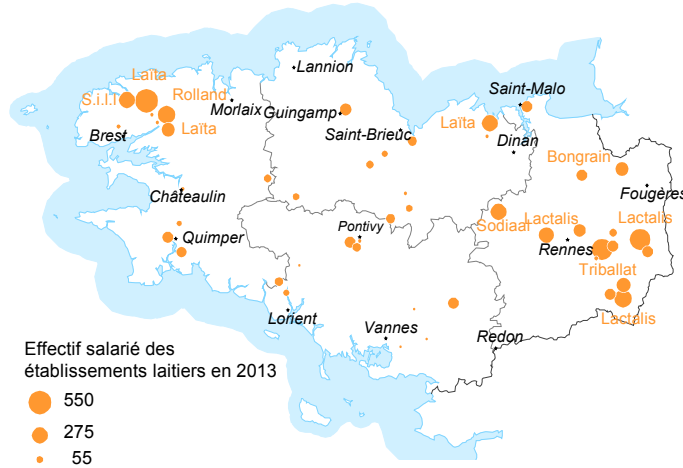 Lannion
Laïta
Saint-Malo
S.i.l.l
Rolland
Morlaix
Guingamp
Laïta
Brest
Laïta
Saint-Brieuc
Dinan
Bongrain
Châteaulin
Fougères
Sodiaal
Lactalis
Lactalis
Quimper
Pontivy
Rennes
Triballat
Lorient
Lactalis
Vannes
Redon
Effectif salarié des
établissements laitiers en 2013
550
275
55